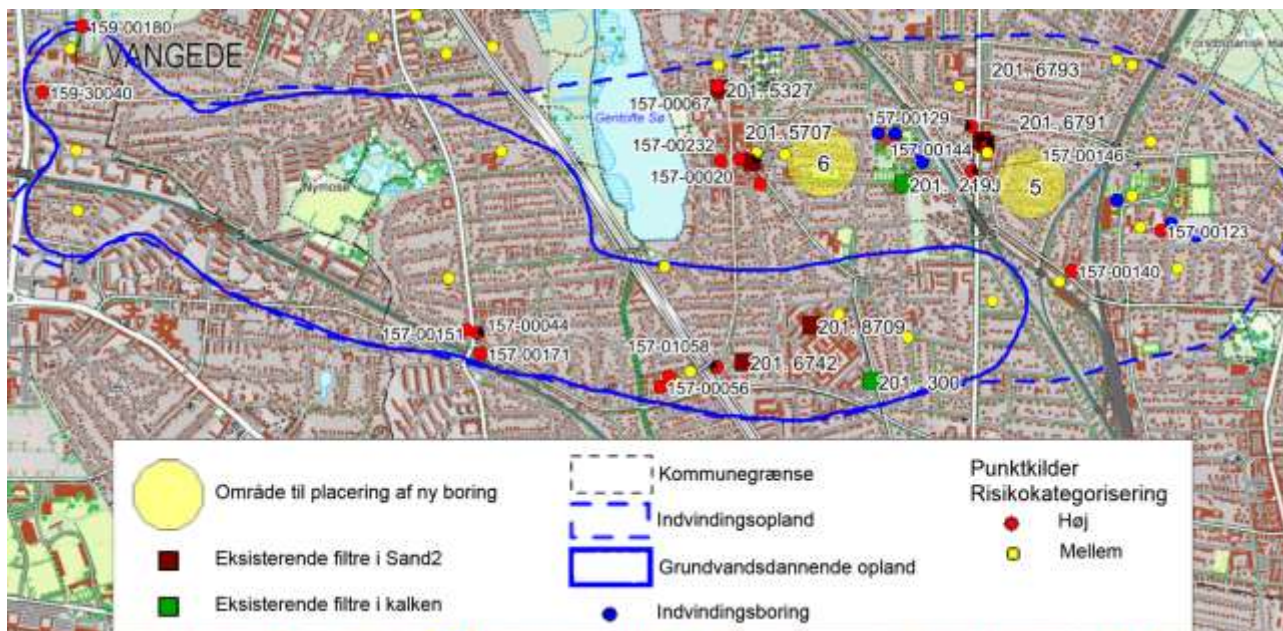 159-00180
VANGEDE
159-30040
Gentofte Sø
Nymose
157-00067
201. 5327
201. 6793
157-00129
201. 5707
201. 6791
157-00232
157-00144
157-00146
6
157-00020
201. 219J
5
157-00123
157-00140
157-00151
157-00044
157-00171
201. 8709
157-01058
201. 6742
157-00056
201. 300
Område til placering af ny boring
Eksisterende filtre i Sand2
Eksisterende filtre i kalken
Kommunegrænse
Indvindingsopland
Grundvandsdannende opland
Indvindingsboring
Punktkilder
Risikokategorisering
Høj
Mellem